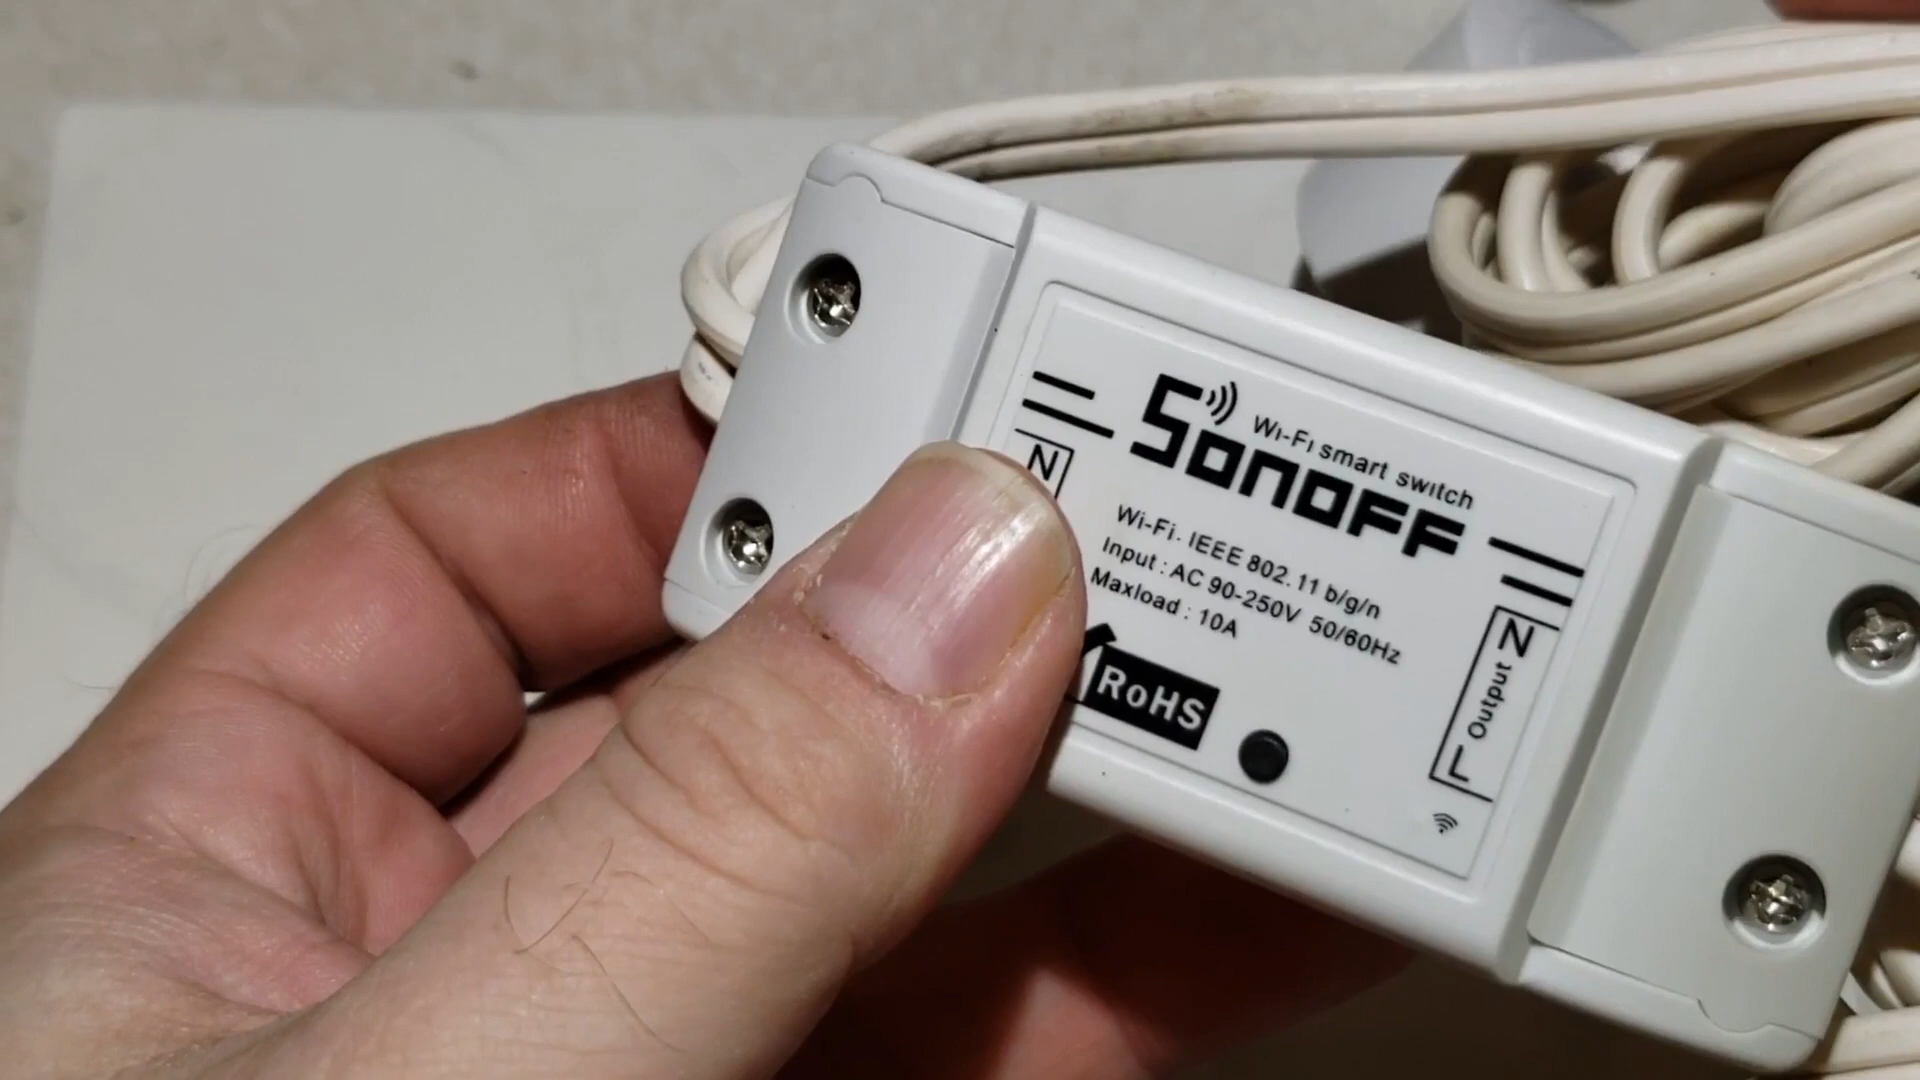 Wi-Fi smart switch
SONOFF
N
Wi-Fi. IEEE 802.11 b/g/n
Input : AC 90-250V 50/60Hz
Maxload : 10A
RoHS
N
Output
L